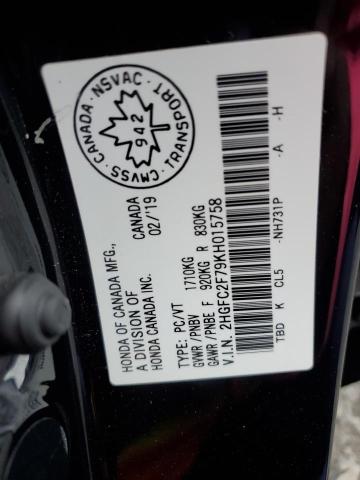 CANADA · NSVAC ·
942
CMVSS · TRANSPORT ·
HONDA OF CANADA MFG.,
A DIVISION OF
HONDA CANADA INC.
CANADA
02/'19
TYPE: PC/VT
GVWR/PNBV 1710KG
GAWR/PNBE F 920KG R 830KG
V.I.N. 2HGFC2F79KH015758
TBD K CL5 -NH731P -A -H